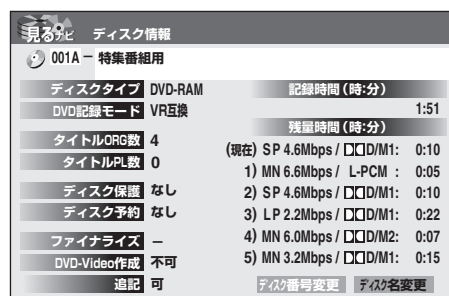 見るナビ ディスク情報
001A － 特集番組用
ディスクタイプ DVD-RAM
DVD記録モード VR互換
タイトルORG数 4
タイトルPL数 0
ディスク保護 なし
ディスク予約 なし
ファイナライズ －
DVD-Video作成 不可
追記 可
記録時間(時:分)
1:51
残量時間(時:分)
(現在) SP 4.6Mbps / DD D/M1: 0:10
1) MN 6.6Mbps / L-PCM : 0:05
2) SP 4.6Mbps / DD D/M1: 0:10
3) LP 2.2Mbps / DD D/M1: 0:22
4) MN 6.0Mbps / DD D/M2: 0:07
5) MN 3.2Mbps / DD D/M1: 0:15
ディスク番号変更 ディスク名変更